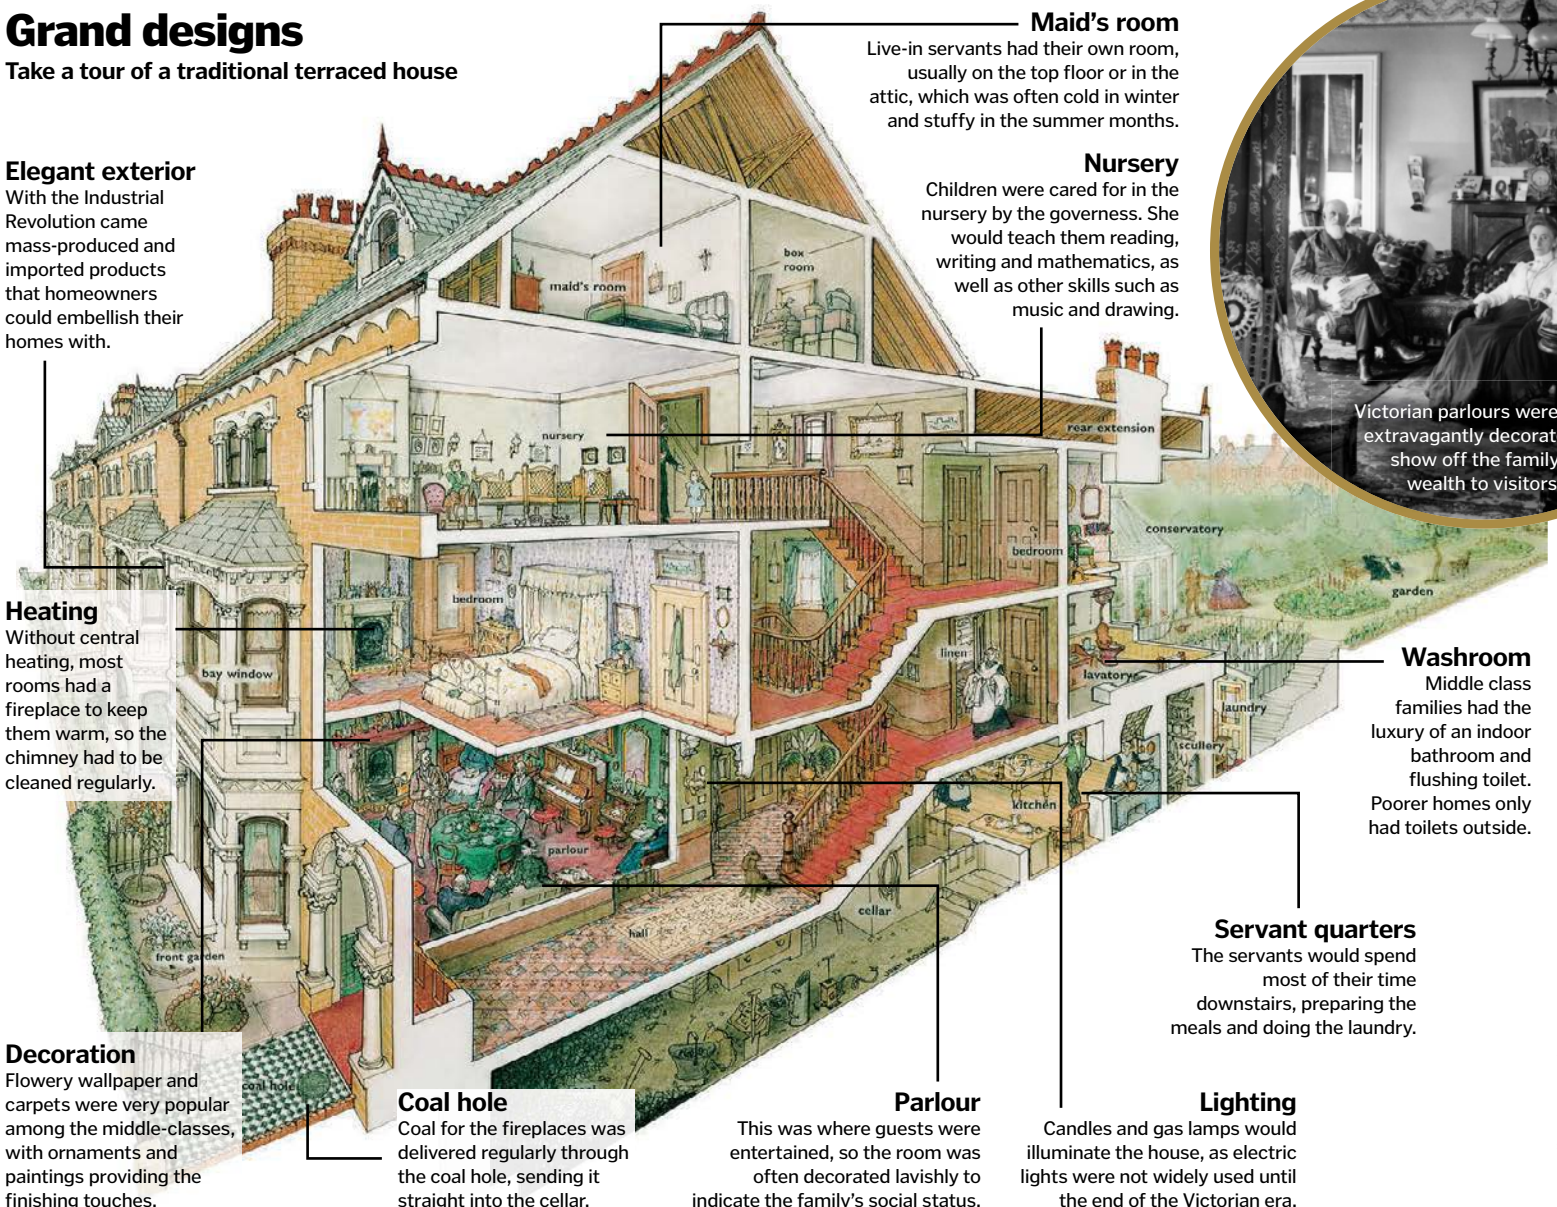 Grand designs
Take a tour of a traditional terraced house
Elegant exterior
With the Industrial
Revolution came
mass-produced and
imported products
that homeowners
could embellish their
homes with.
Maid's room
Live-in servants had their own room,
usually on the top floor or in the
attic, which was often cold in winter
and stuffy in the summer months.
Nursery
Children were cared for in the
nursery by the governess. She
would teach them reading,
writing and mathematics, as
well as other skills such as
music and drawing.
Victorian parlours were
extravagantly decorat
show off the family
wealth to visitors
maid's room
box
room
nursery
rear extension
conservatory
bedroom
garden
bedroom
linen
lavatory
laundry
scullery
bay window
kitchen
parlour
cellar
hall
front garden
coal hole
Heating
Without central
heating, most
rooms had a
fireplace to keep
them warm, so the
chimney had to be
cleaned regularly.
Washroom
Middle class
families had the
luxury of an indoor
bathroom and
flushing toilet.
Poorer homes only
had toilets outside.
Servant quarters
The servants would spend
most of their time
downstairs, preparing the
meals and doing the laundry.
Decoration
Flowery wallpaper and
carpets were very popular
among the middle-classes,
with ornaments and
paintings providing the
finishing touches.
Coal hole
Coal for the fireplaces was
delivered regularly through
the coal hole, sending it
straight into the cellar.
Parlour
This was where guests were
entertained, so the room was
often decorated lavishly to
indicate the family's social status.
Lighting
Candles and gas lamps would
illuminate the house, as electric
lights were not widely used until
the end of the Victorian era.